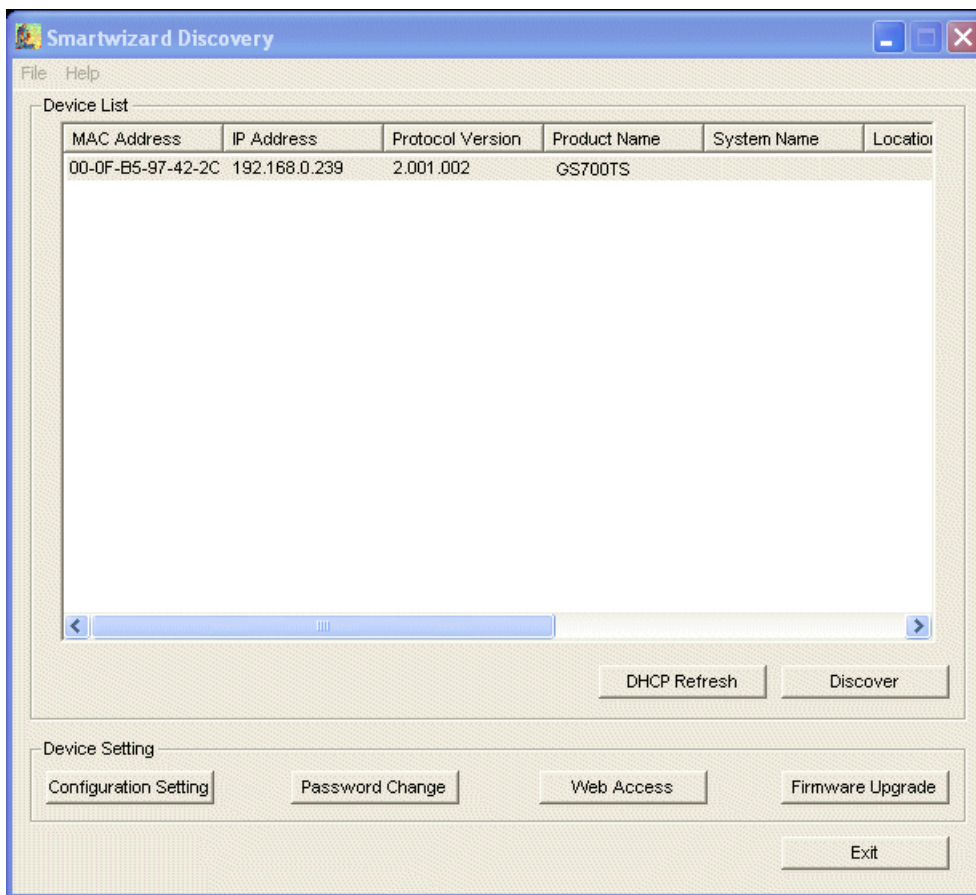 Smartwizard Discovery
File Help
Device List
MAC Address IP Address Protocol Version Product Name System Name Location
00-0F-B5-97-42-2C 192.168.0.239 2.001.002 GS700TS
DHCP Refresh Discover
Device Setting
Configuration Setting Password Change Web Access Firmware Upgrade
Exit